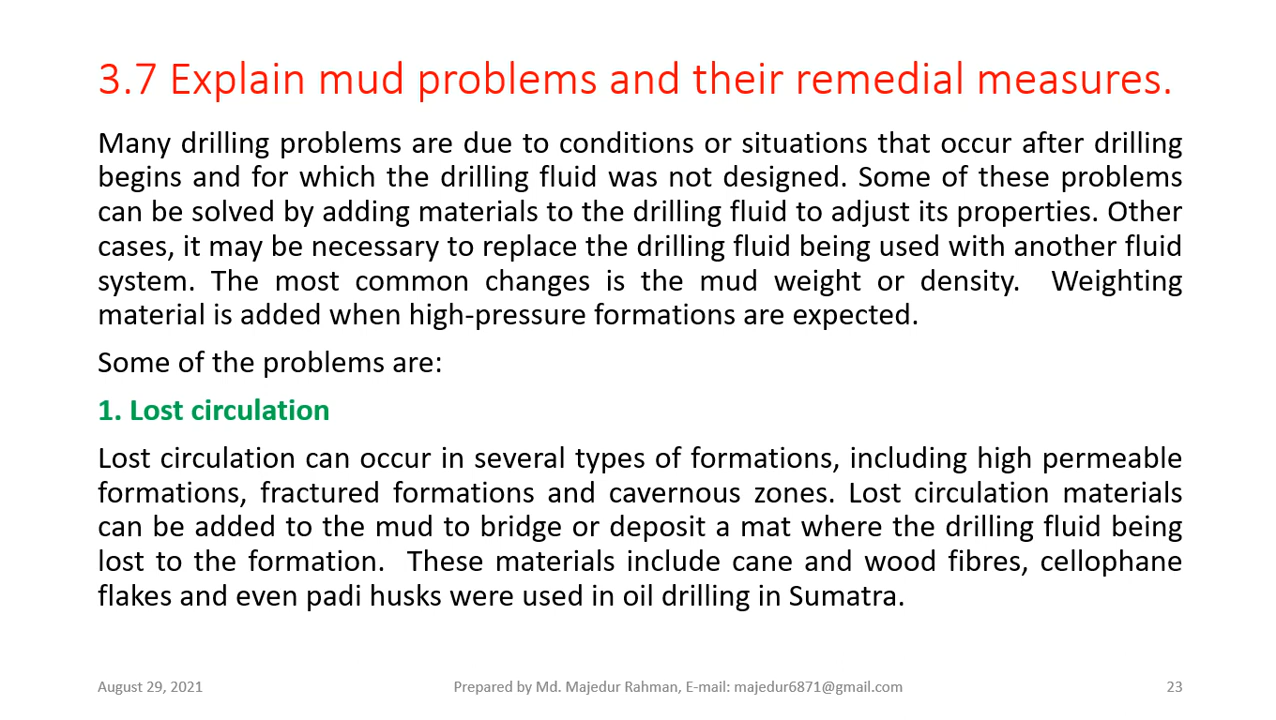 3.7 Explain mud problems and their remedial measures.
Many drilling problems are due to conditions or situations that occur after drilling
begins and for which the drilling fluid was not designed. Some of these problems
can be solved by adding materials to the drilling fluid to adjust its properties. Other
cases, it may be necessary to replace the drilling fluid being used with another fluid
system. The most common changes is the mud weight or density.  Weighting
material is added when high-pressure formations are expected.
Some of the problems are:
1. Lost circulation
Lost circulation can occur in several types of formations, including high permeable
formations, fractured formations and cavernous zones. Lost circulation materials
can be added to the mud to bridge or deposit a mat where the drilling fluid being
lost to the formation.  These materials include cane and wood fibres, cellophane
flakes and even padi husks were used in oil drilling in Sumatra.
August 29, 2021 Prepared by Md. Majedur Rahman, E-mail: majedur6871@gmail.com 23